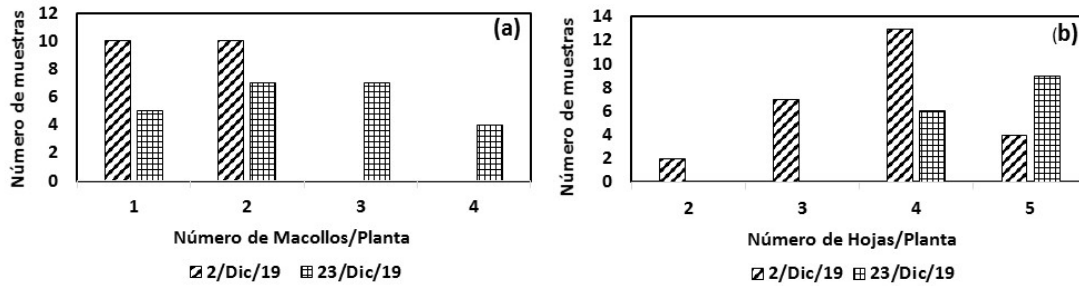 (a)
Número de muestras
12
10
8
6
4
2
0
1 2 3 4
Número de Macollos/Planta
2/Dic/19 23/Dic/19
(b)
Número de muestras
14
12
10
8
6
4
2
0
2 3 4 5
Número de Hojas/Planta
2/Dic/19 23/Dic/19